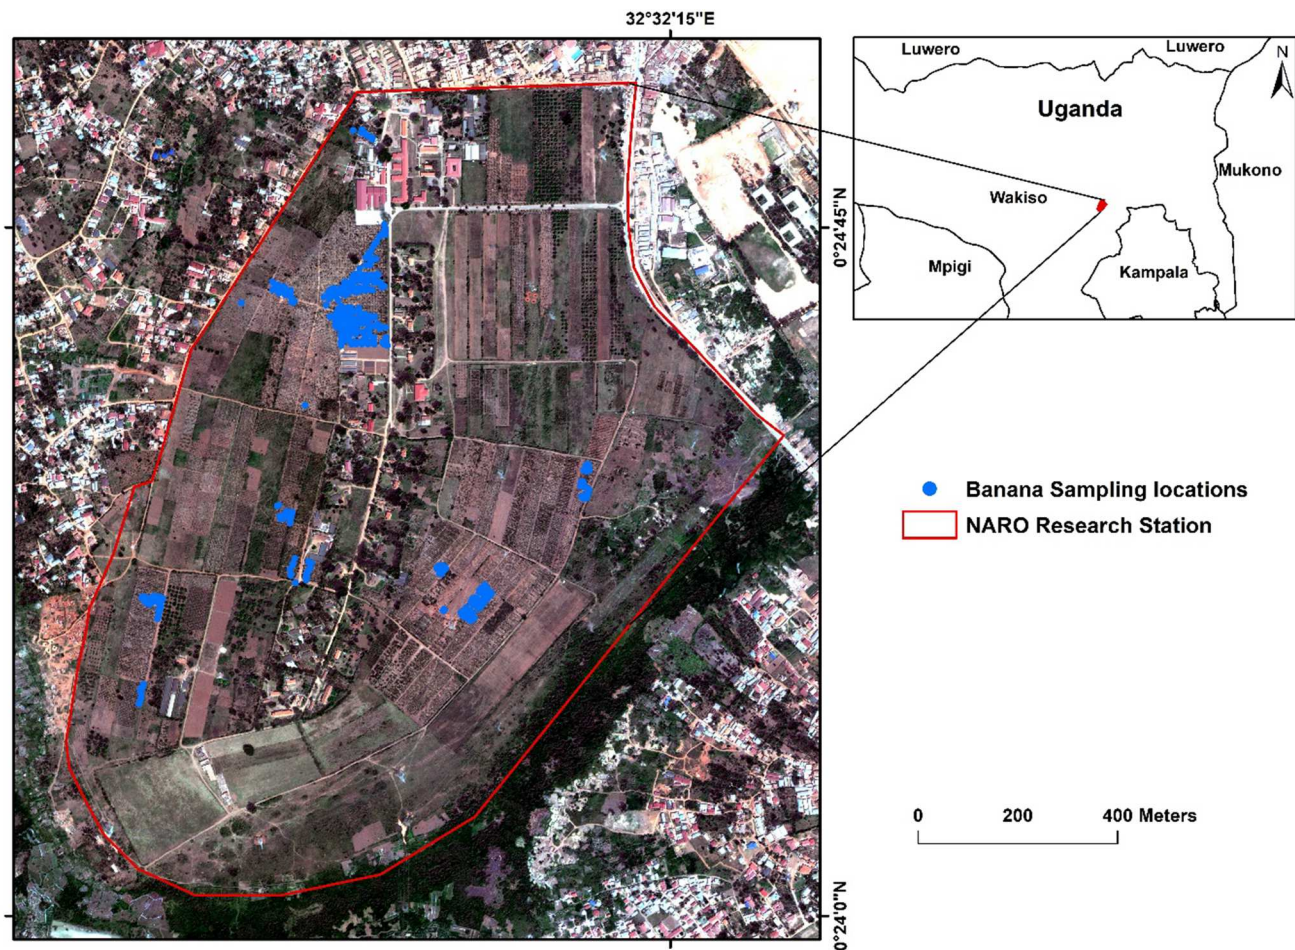 32°32'15"E
Luwero
Luwero
N
Uganda
Mukono
Wakiso
0°24'45"N
Mpigi
Kampala
Banana Sampling locations
NARO Research Station
0 200 400 Meters
0°24'0"N